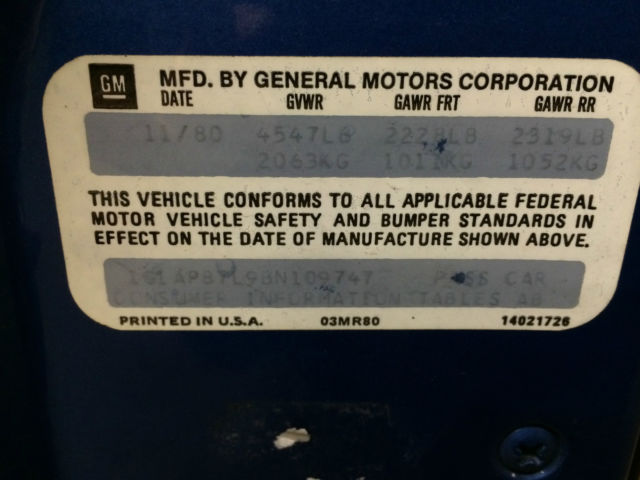 GM MFD. BY GENERAL MOTORS CORPORATION
DATE GVWR GAWR FRT GAWR RR
11/80 4547LB 2228LB 2319LB
2063KG 1011KG 1052KG
THIS VEHICLE CONFORMS TO ALL APPLICABLE FEDERAL
MOTOR VEHICLE SAFETY AND BUMPER STANDARDS IN
EFFECT ON THE DATE OF MANUFACTURE SHOWN ABOVE.
1G1AP87L9BN109747 PASS CAR
CONSUMER INFORMATION TABLES AB
PRINTED IN U.S.A. 03MR80 14021726